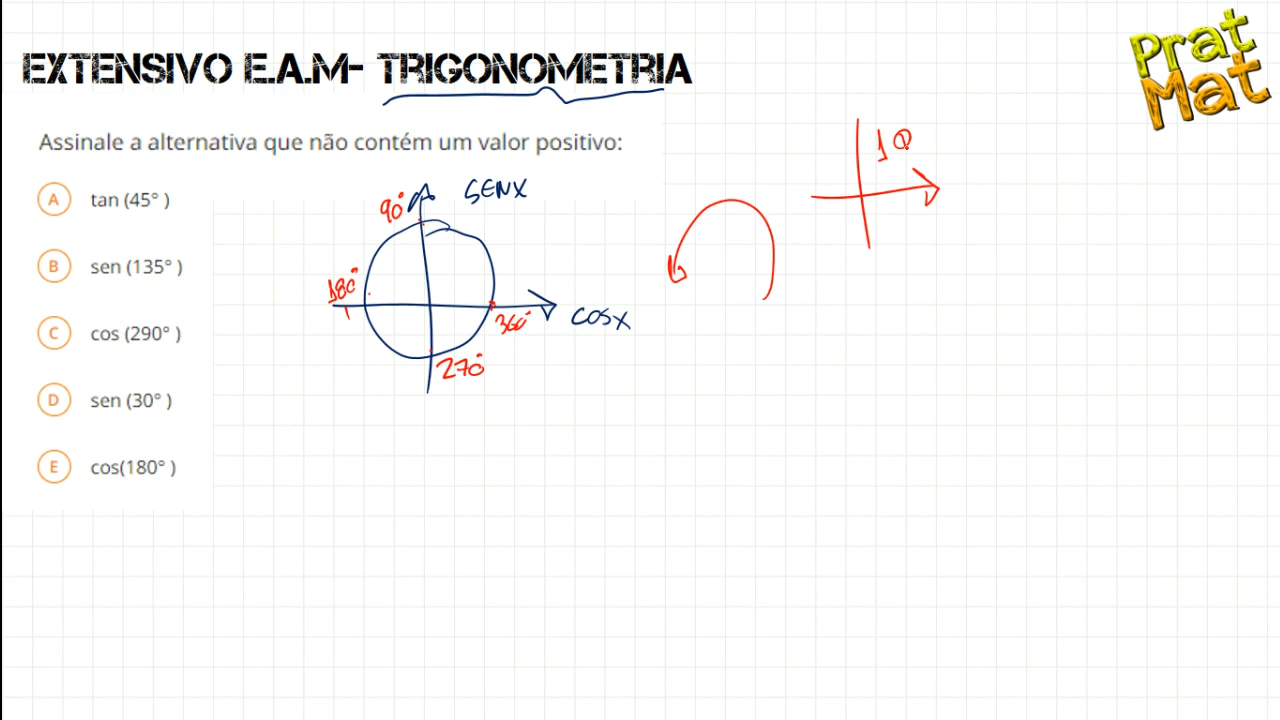 EXTENSIVO E.A.M- TRIGONOMETRIA
Prat
Mat
Assinale a alternativa que não contém um valor positivo:
A tan (45° )
B sen (135° )
C cos (290° )
D sen (30° )
E cos(180° )
90°
SENX
180°
360°
COSX
270°
1Q